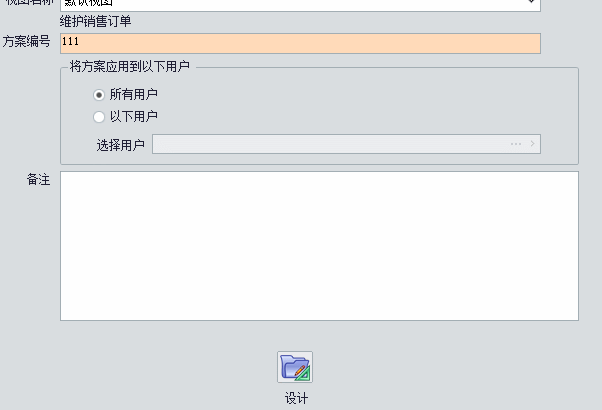 视图名称 默认视图
维护销售订单
方案编号 111
将方案应用到以下用户
所有用户
以下用户
选择用户 ...
备注
设计